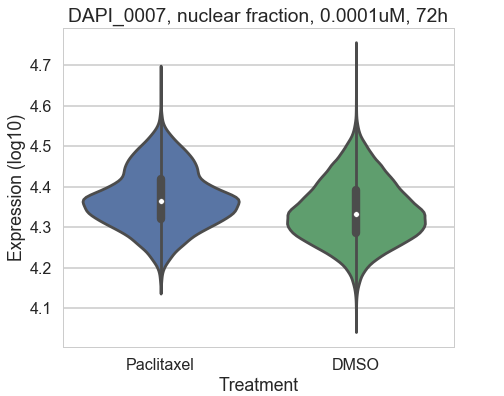 DAPI_0007, nuclear fraction, 0.0001uM, 72h
Expression (log10)
4.7
4.6
4.5
4.4
4.3
4.2
4.1
Paclitaxel DMSO
Treatment